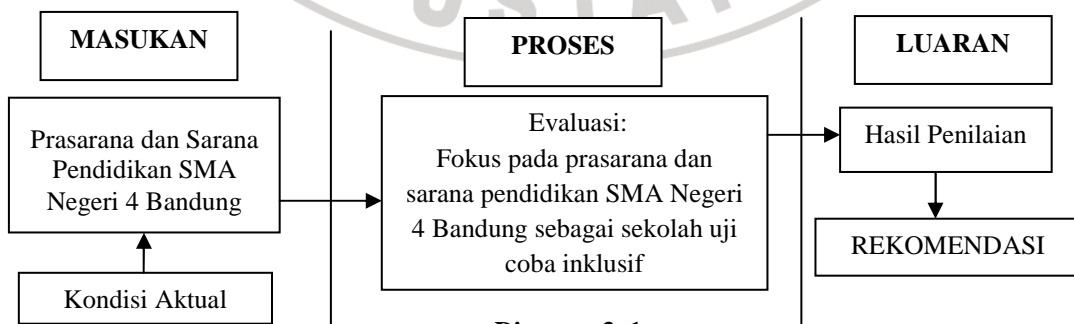 MASUKAN
PROSES
LUARAN
Prasarana dan Sarana
Pendidikan SMA
Negeri 4 Bandung
Kondisi Aktual
Evaluasi:
Fokus pada prasarana dan
sarana pendidikan SMA Negeri
4 Bandung sebagai sekolah uji
coba inklusif
Hasil Penilaian
REKOMENDASI